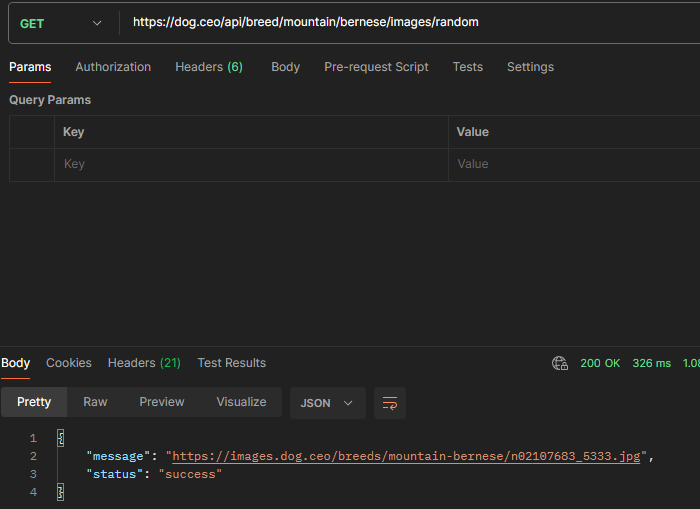 GET https://dog.ceo/api/breed/mountain/bernese/images/random
Params Authorization Headers (6) Body Pre-request Script Tests Settings
Query Params
Key Value
Key Value
Body Cookies Headers (21) Test Results 200 OK 326 ms 1.08
Pretty Raw Preview Visualize JSON
1 {
2 "message": "https://images.dog.ceo/breeds/mountain-bernese/n02107683_5333.jpg",
3 "status": "success"
4 }